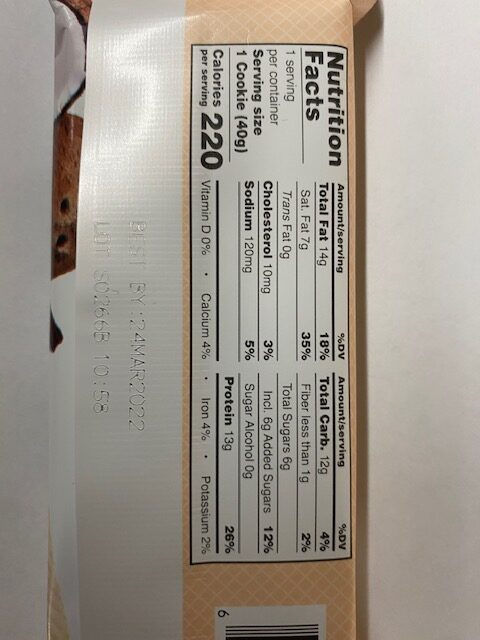 Nutrition
Facts
1 serving
per container
Serving size
1 Cookie (40g)
Calories
per serving
220
Amount/serving %DV
Total Fat 14g 18%
Sat. Fat 7g 35%
Trans Fat 0g
Cholesterol 10mg 3%
Sodium 120mg 5%
Amount/serving %DV
Total Carb. 12g 4%
Fiber less than 1g 2%
Total Sugars 6g
Incl. 6g Added Sugars 12%
Sugar Alcohol 0g
Protein 13g 26%
Vitamin D 0% • Calcium 4% • Iron 4% • Potassium 2%
BEST BY :24MAR2022
LOT S0266B 10:58
6